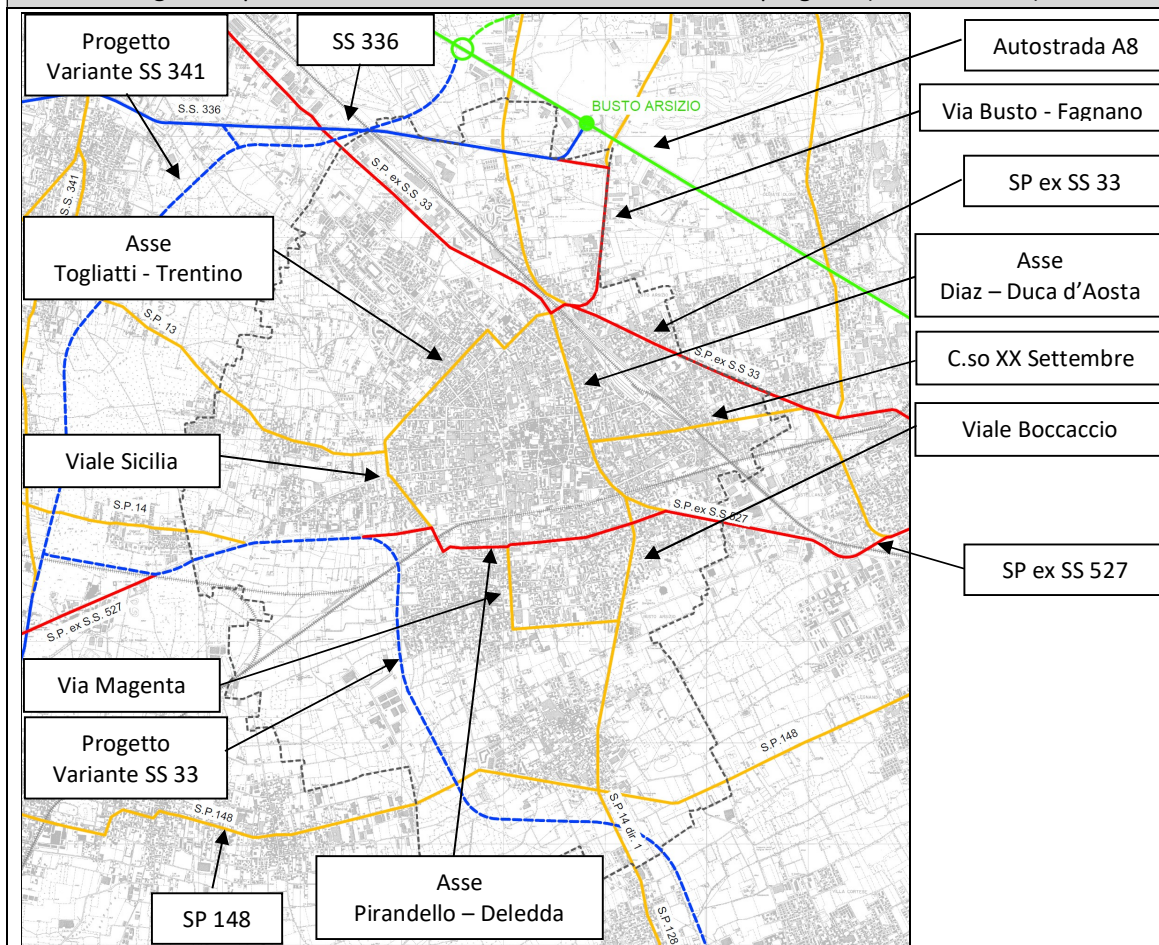 Progetto
Variante SS 341
SS 336
Autostrada A8
BUSTO ARSIZIO
Via Busto - Fagnano
S.S. 336
S.P. ex S.S. 33
SP ex SS 33
S.S. 341
Asse
Togliatti - Trentino
Asse
Diaz – Duca d'Aosta
S.P. 13
S.P. ex S.S 33
C.so XX Settembre
Viale Boccaccio
Viale Sicilia
S.P. 14
S.P. ex S.S 527
SP ex SS 527
S.P. ex S.S. 527
Via Magenta
Progetto
Variante SS 33
S.P.148
S.P.148
S.P.14 dir. 1
SP 148
Asse
Pirandello – Deledda
S.P.128